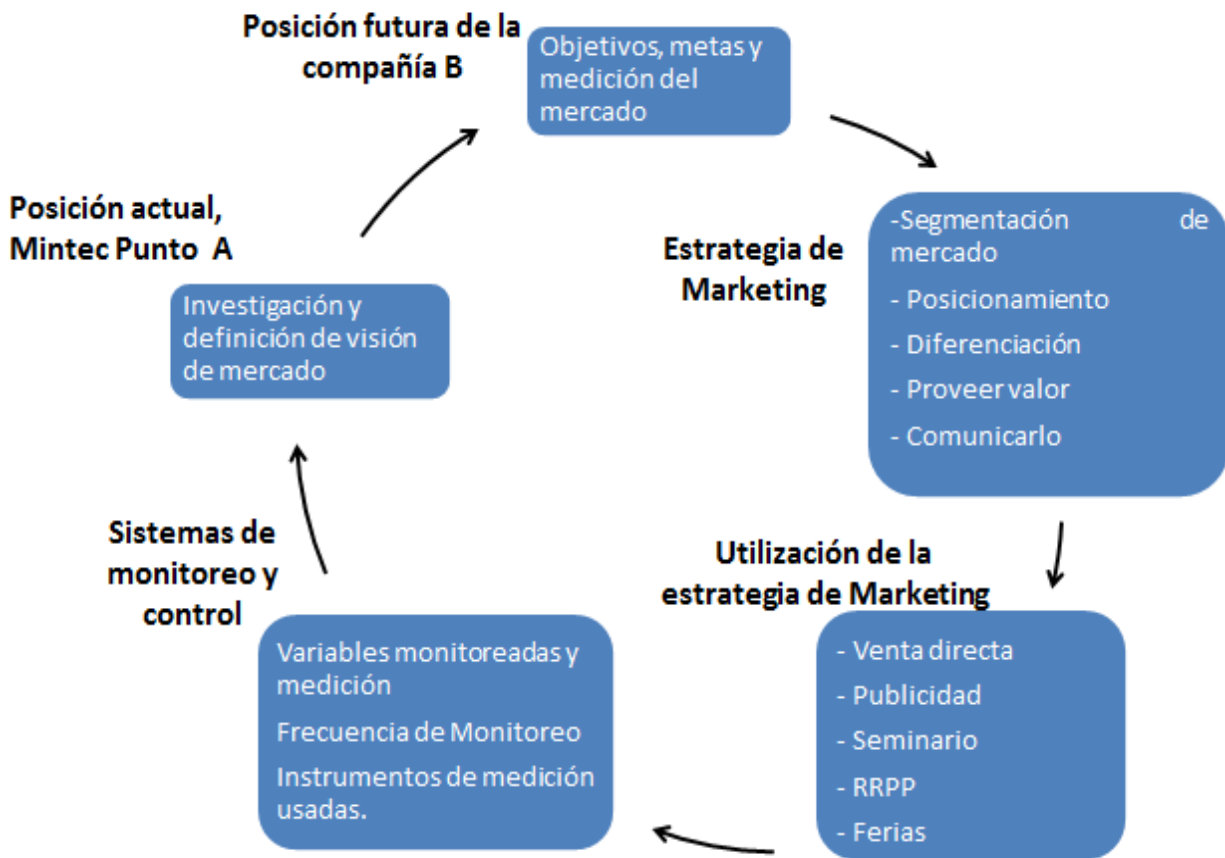 Posición futura de la
compañía B
Objetivos, metas y
medición del
mercado
Posición actual,
Mintec Punto A
Investigación y
definición de visión
de mercado
Estrategia de
Marketing
-Segmentación de
mercado
- Posicionamiento
- Diferenciación
- Proveer valor
- Comunicarlo
Utilización de la
estrategia de Marketing
- Venta directa
- Publicidad
- Seminario
- RRPP
- Ferias
Sistemas de
monitoreo y
control
Variables monitoreadas y
medición
Frecuencia de Monitoreo
Instrumentos de medición
usadas.